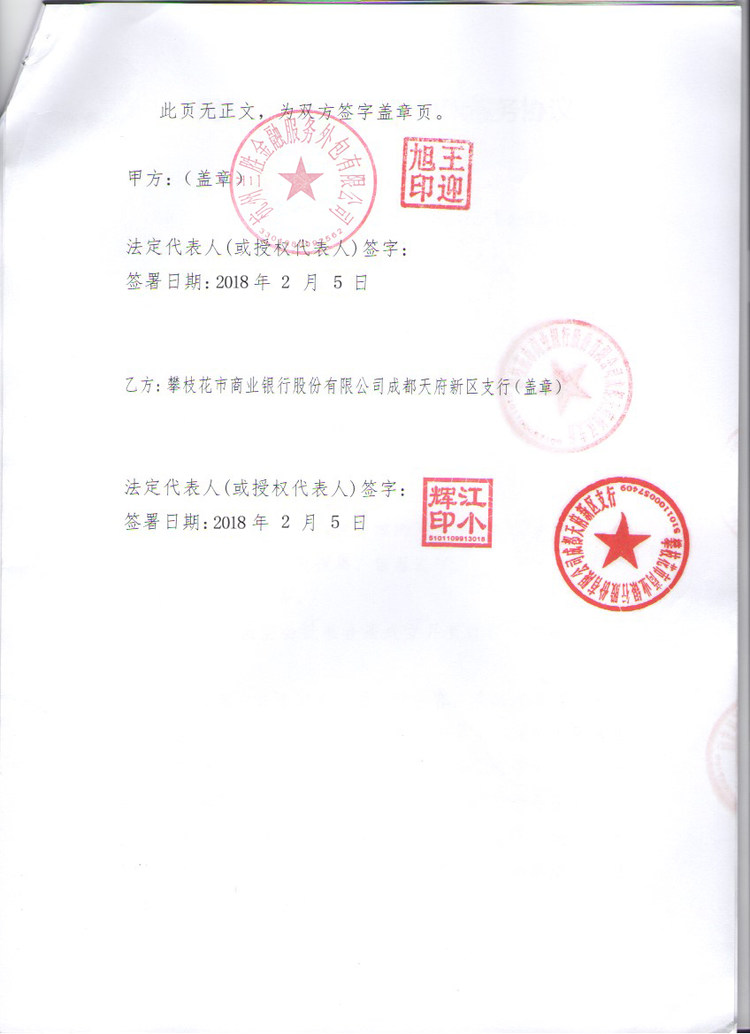 此页无正文，为双方签字盖章页。
甲方：（盖章）
杭州三胜金融服务外包有限公司
王迎旭印
法定代表人(或授权代表人)签字：
签署日期：2018 年 2 月 5 日
乙方：攀枝花市商业银行股份有限公司成都天府新区支行（盖章）
法定代表人(或授权代表人)签字：
江小辉印
5101109913016
签署日期：2018 年 2 月 5 日
攀枝花市商业银行股份有限公司成都天府新区支行
5101100057409